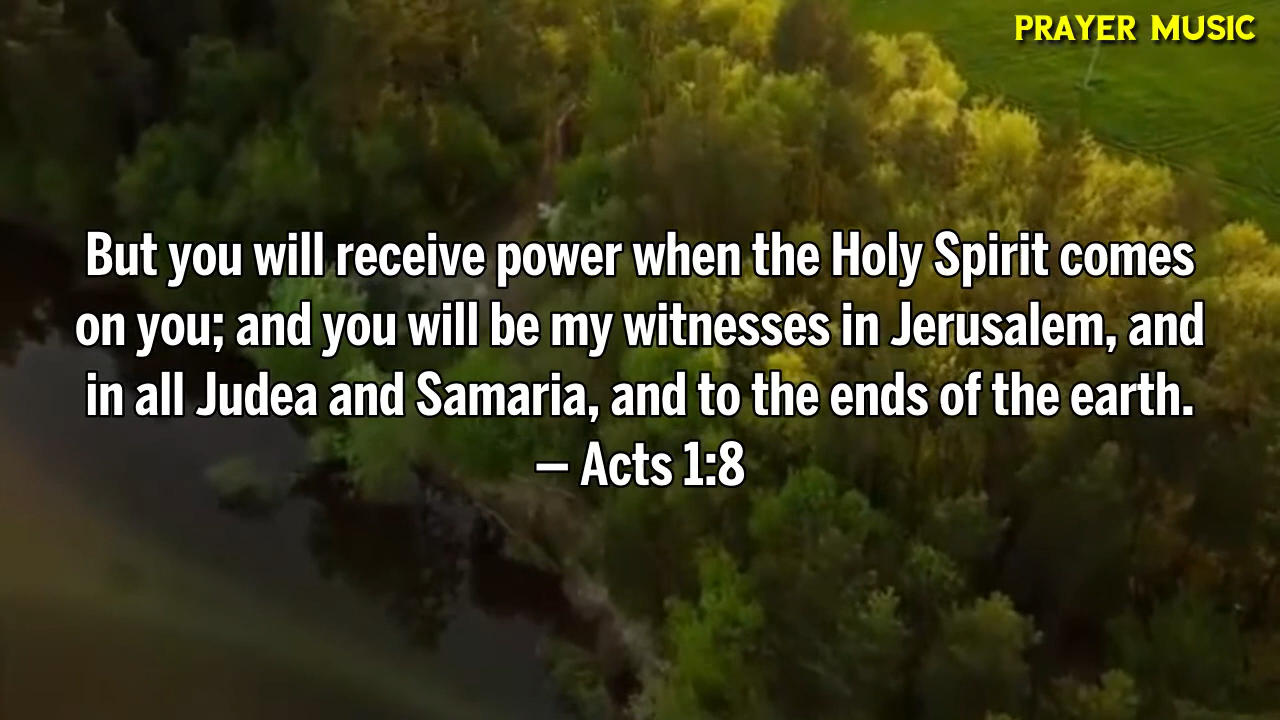 PRAYER MUSIC
But you will receive power when the Holy Spirit comes
on you; and you will be my witnesses in Jerusalem, and
in all Judea and Samaria, and to the ends of the earth.
– Acts 1:8